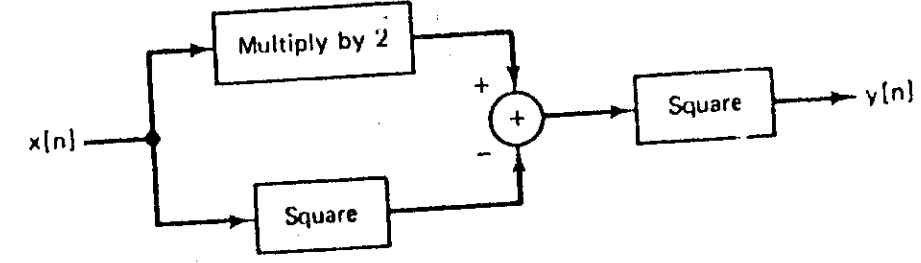 Multiply by 2
+
x[n]
+
Square
y[n]
−
Square